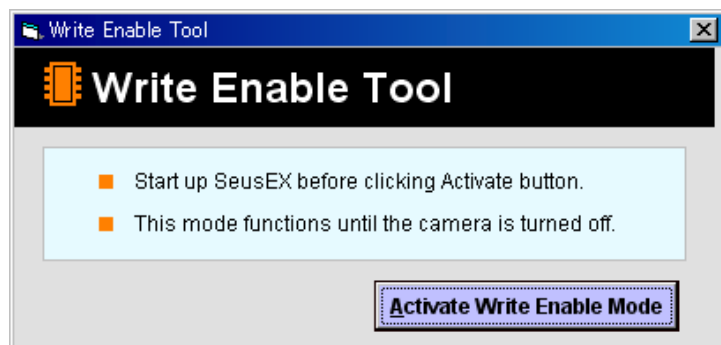 Write Enable Tool
Write Enable Tool
Start up SeusEX before clicking Activate button.
This mode functions until the camera is turned off.
Activate Write Enable Mode